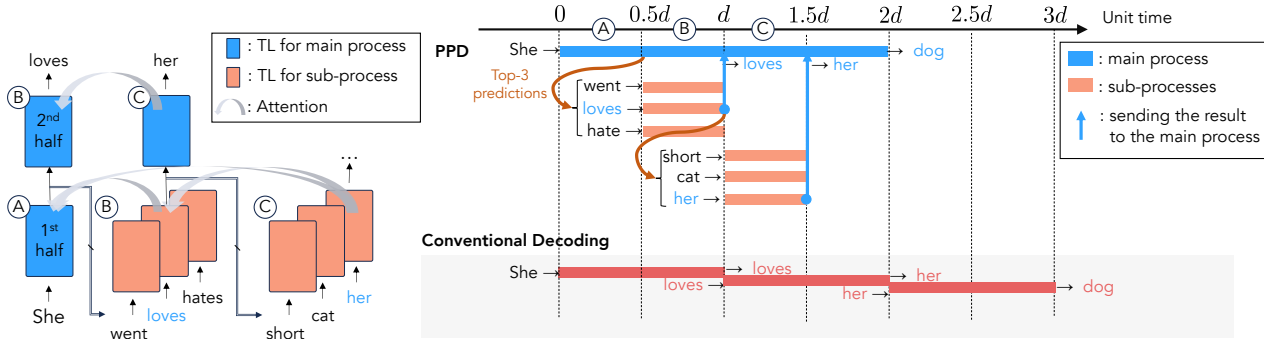 loves
her
B
C
2nd
half
...
A
B
C
1st
half
She
went
loves
hates
short
cat
her
: TL for main process
: TL for sub-process
: Attention
0
0.5d
d
1.5d
2d
2.5d
3d
Unit time
A
B
C
PPD
She → → dog
Top-3
predictions
→ loves
→ her
went →
loves →
hate →
short →
cat →
her →
: main process
: sub-processes
: sending the result
to the main process
Conventional Decoding
She → → loves
loves → → her
her → → dog